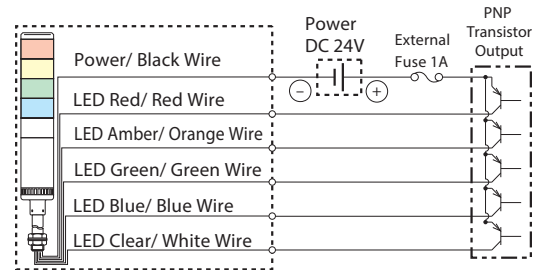 Power/ Black Wire
LED Red/ Red Wire
LED Amber/ Orange Wire
LED Green/ Green Wire
LED Blue/ Blue Wire
LED Clear/ White Wire
Power
DC 24V
−
+
External
Fuse 1A
PNP
Transistor
Output